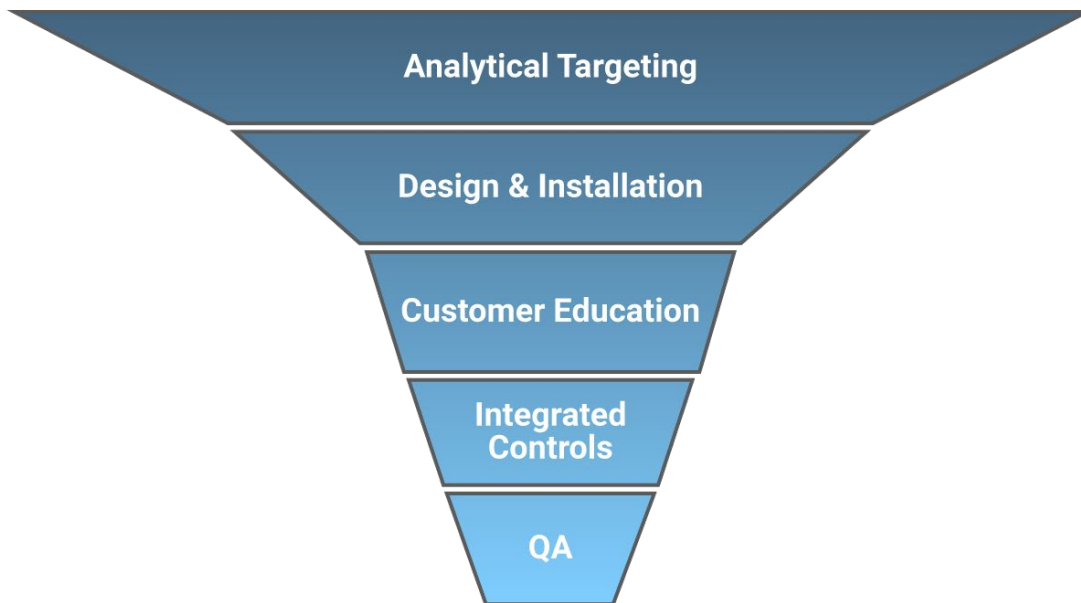 Analytical Targeting
Design & Installation
Customer Education
Integrated
Controls
QA